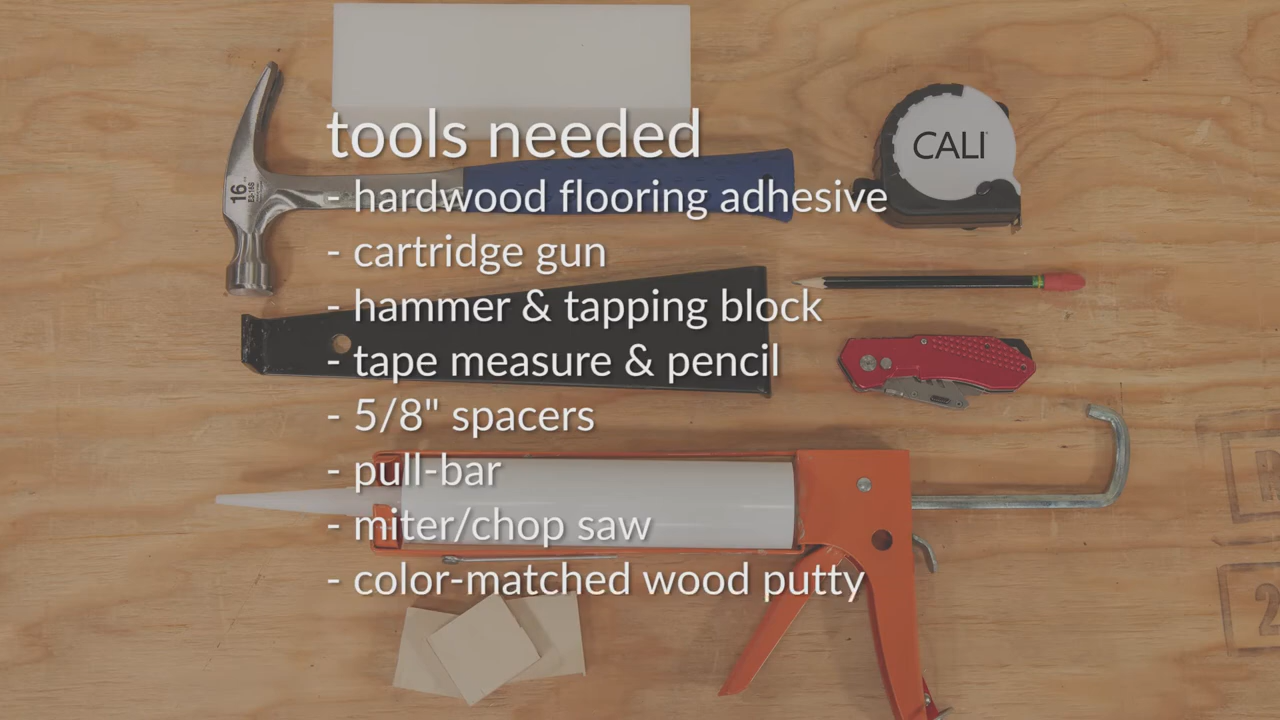 tools needed
- hardwood flooring adhesive
- cartridge gun
- hammer & tapping block
- tape measure & pencil
- 5/8" spacers
- pull-bar
- miter/chop saw
- color-matched wood putty
CALI
16